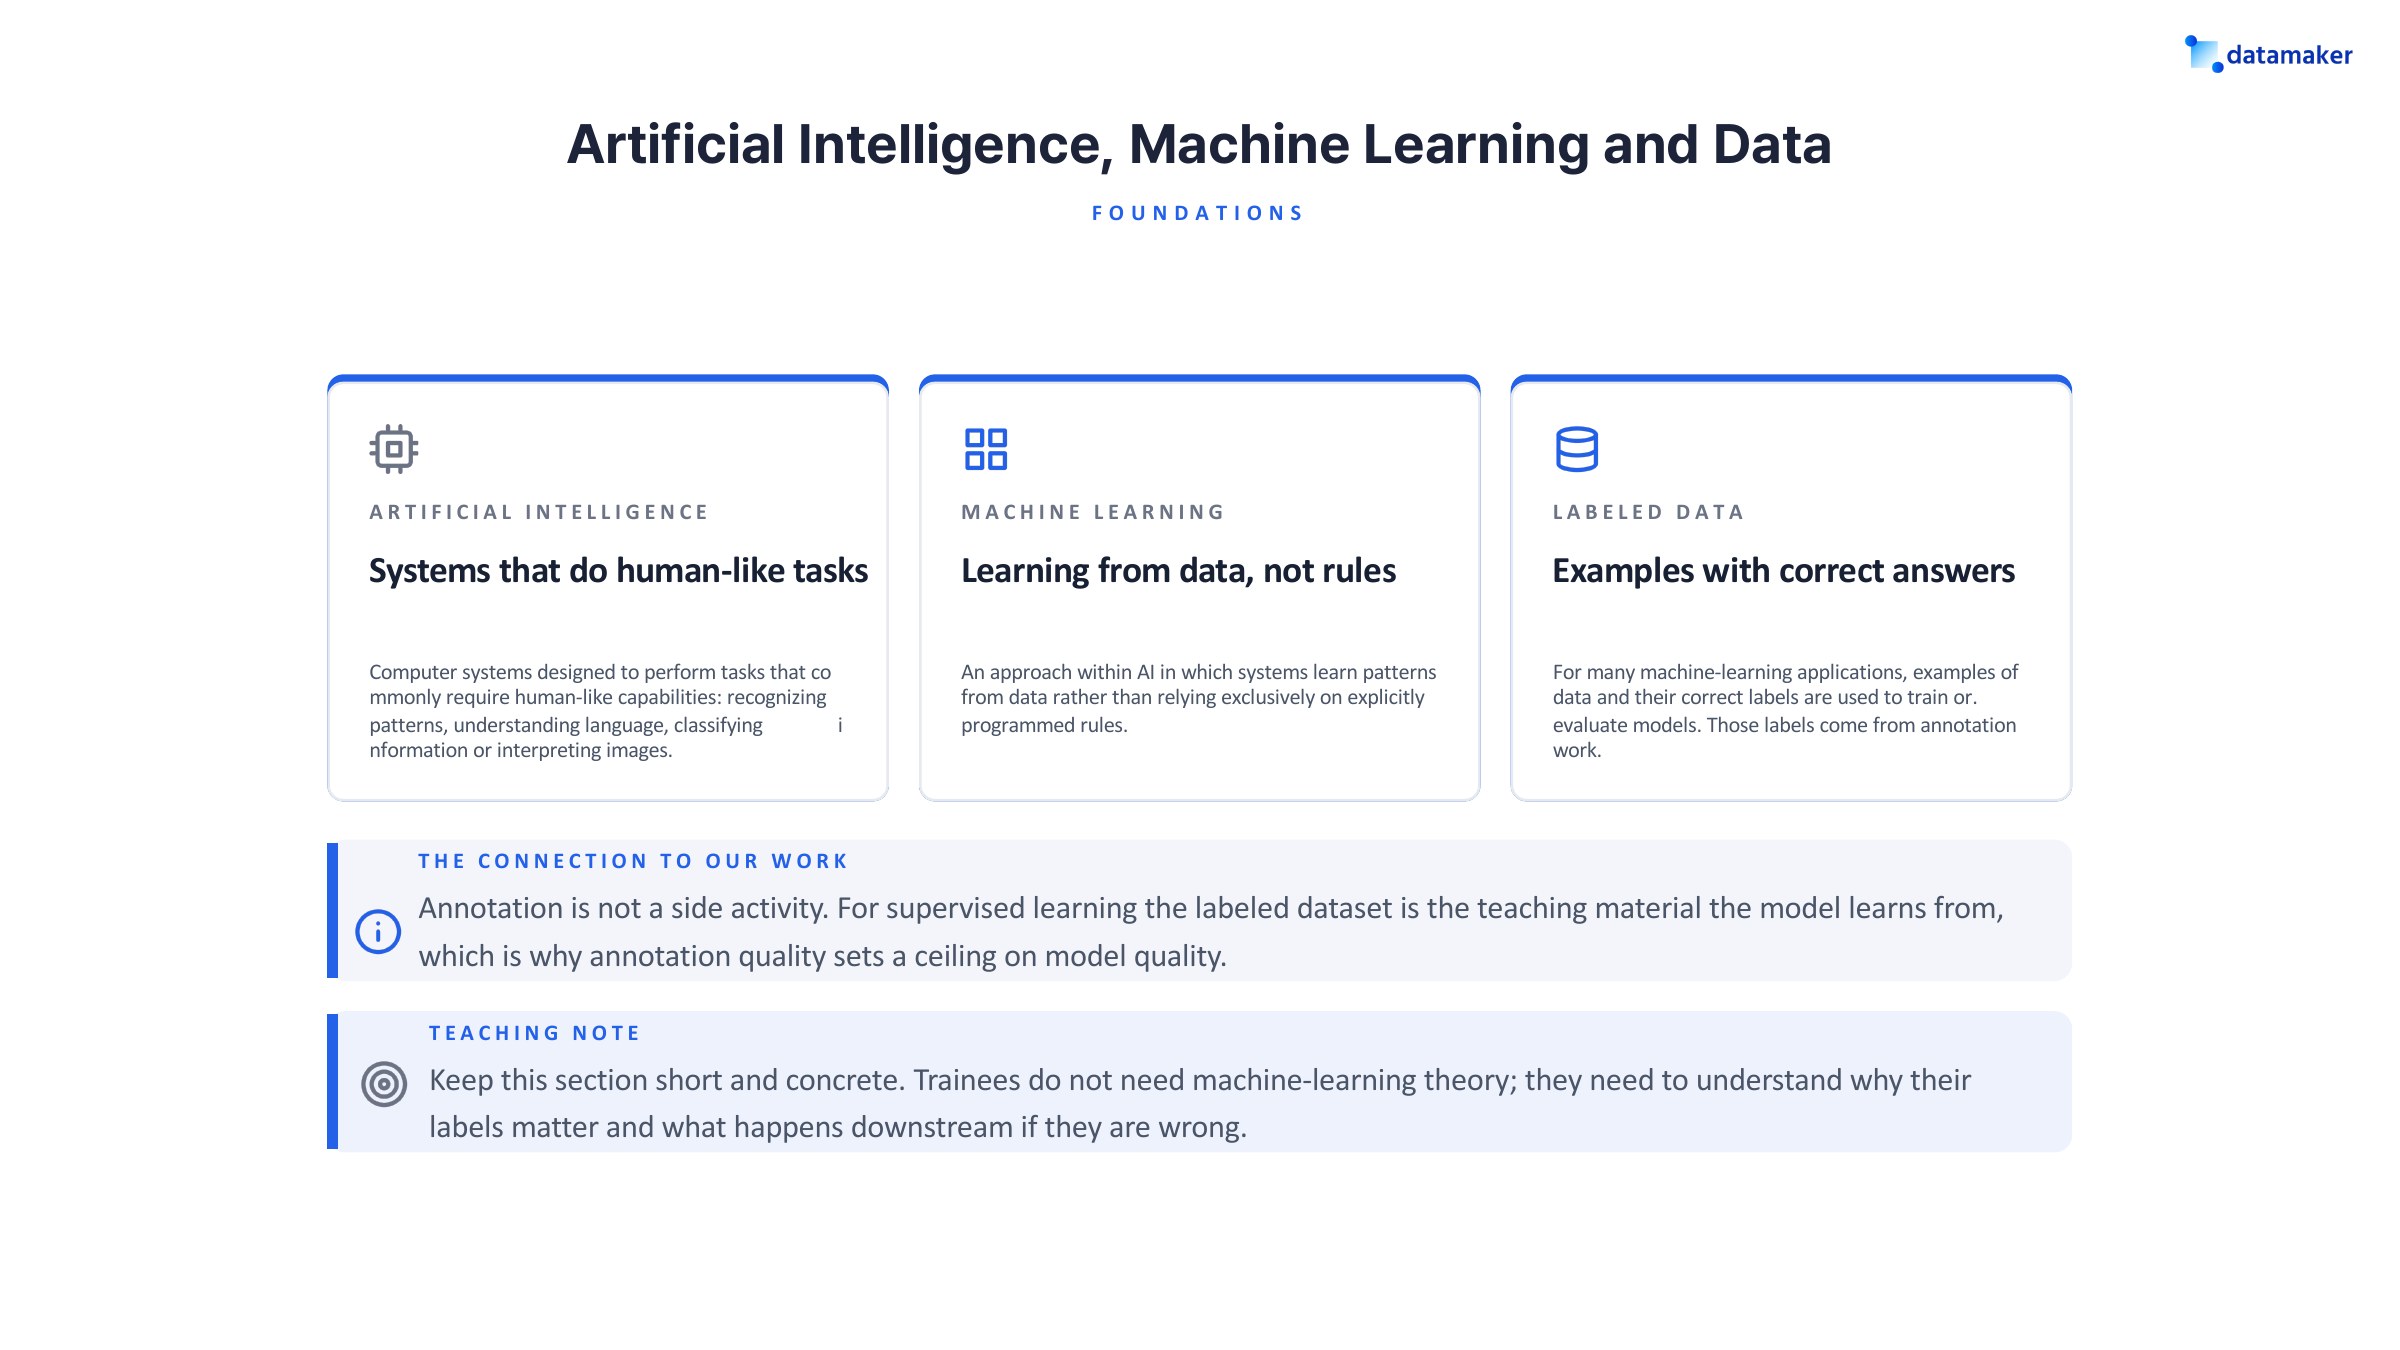 datamaker
Artificial Intelligence, Machine Learning and Data
FOUNDATIONS
ARTIFICIAL INTELLIGENCE
Systems that do human-like tasks
Computer systems designed to perform tasks that co
mmonly require human-like capabilities: recognizing
patterns, understanding language, classifying i
nformation or interpreting images.
MACHINE LEARNING
Learning from data, not rules
An approach within AI in which systems learn patterns
from data rather than relying exclusively on explicitly
programmed rules.
LABELED DATA
Examples with correct answers
For many machine-learning applications, examples of
data and their correct labels are used to train or.
evaluate models. Those labels come from annotation
work.
THE CONNECTION TO OUR WORK
Annotation is not a side activity. For supervised learning the labeled dataset is the teaching material the model learns from,
which is why annotation quality sets a ceiling on model quality.
TEACHING NOTE
Keep this section short and concrete. Trainees do not need machine-learning theory; they need to understand why their
labels matter and what happens downstream if they are wrong.